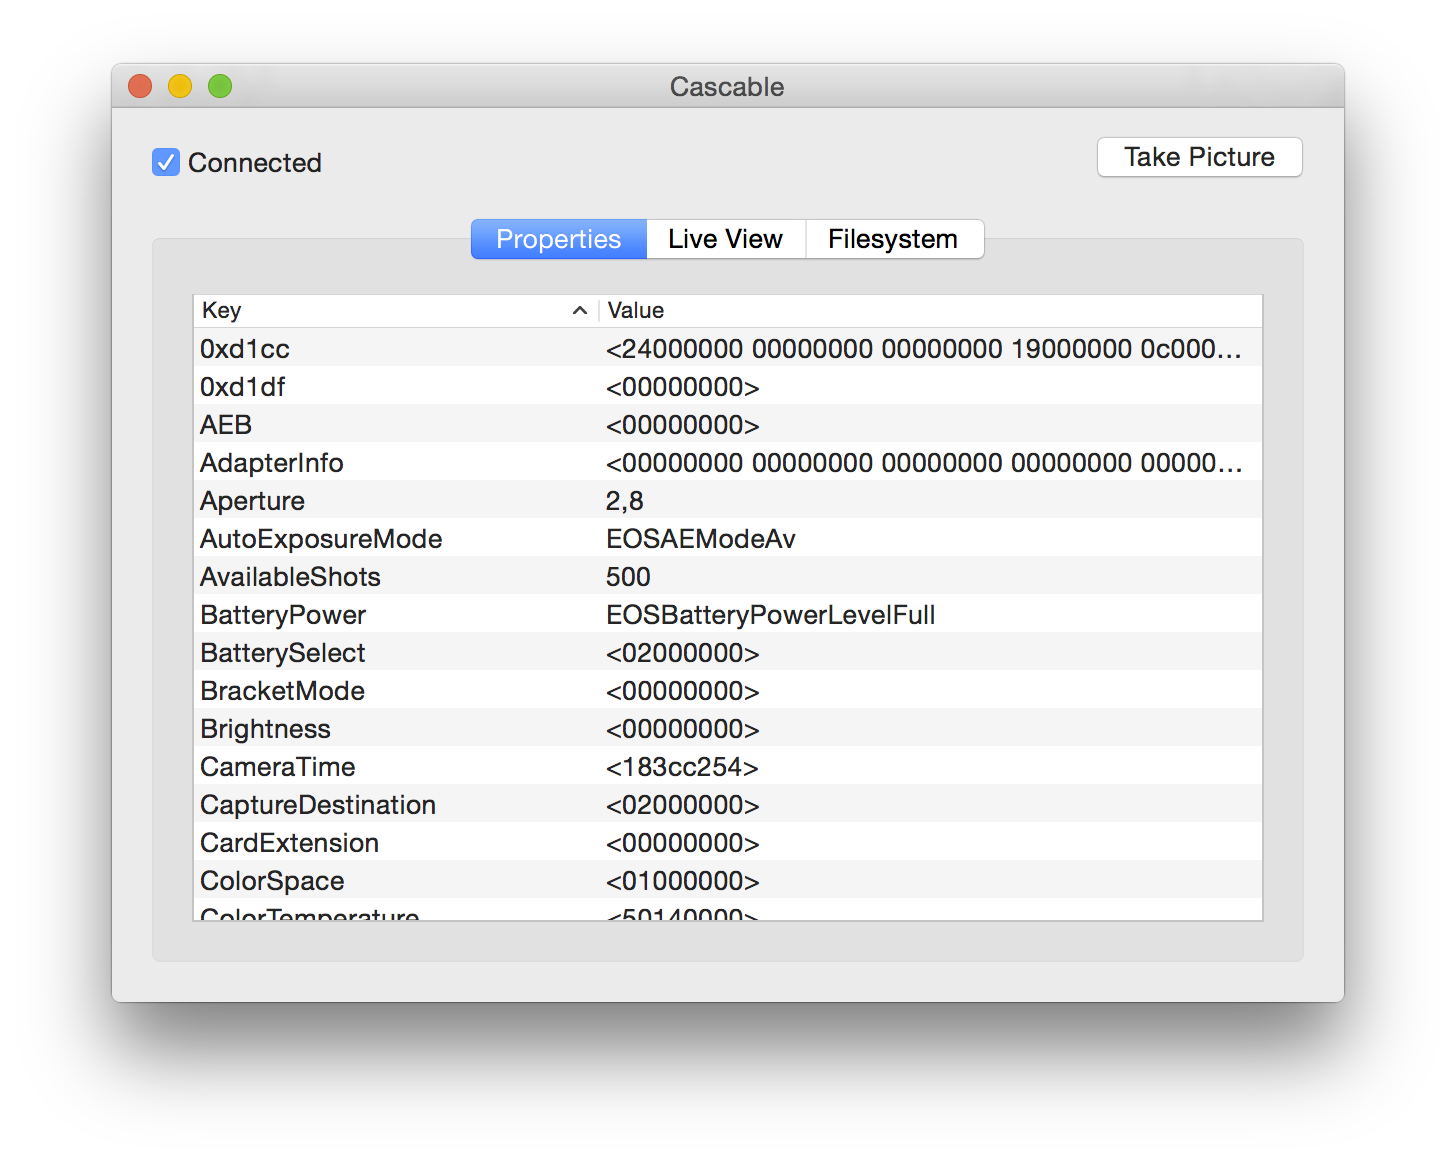 Cascable
Connected
Take Picture
Properties Live View Filesystem
Key Value
0xd1cc <24000000 00000000 00000000 19000000 0c000…
0xd1df <00000000>
AEB <00000000>
AdapterInfo <00000000 00000000 00000000 00000000 00000…
Aperture 2,8
AutoExposureMode EOSAEModeAv
AvailableShots 500
BatteryPower EOSBatteryPowerLevelFull
BatterySelect <02000000>
BracketMode <00000000>
Brightness <00000000>
CameraTime <183cc254>
CaptureDestination <02000000>
CardExtension <00000000>
ColorSpace <01000000>
ColorTemperature <50140000>